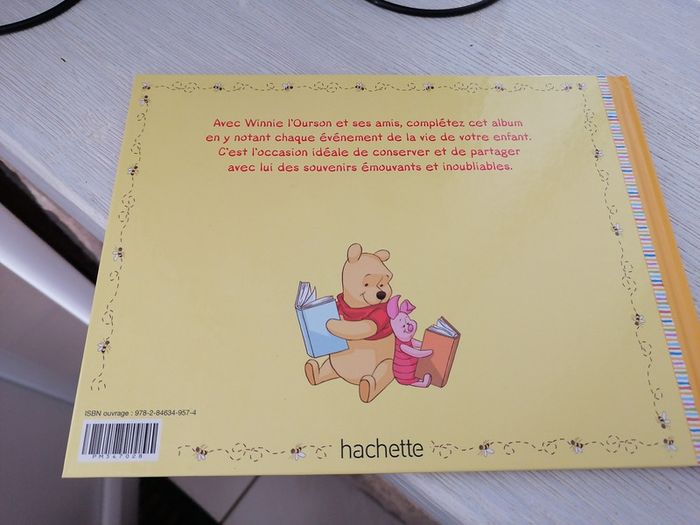 Avec Winnie l'Ourson et ses amis, complétez cet album
en y notant chaque événement de la vie de votre enfant.
C'est l'occasion idéale de conserver et de partager
avec lui des souvenirs émouvants et inoubliables.
ISBN ouvrage : 978-2-84634-957-4
PM347028
hachette